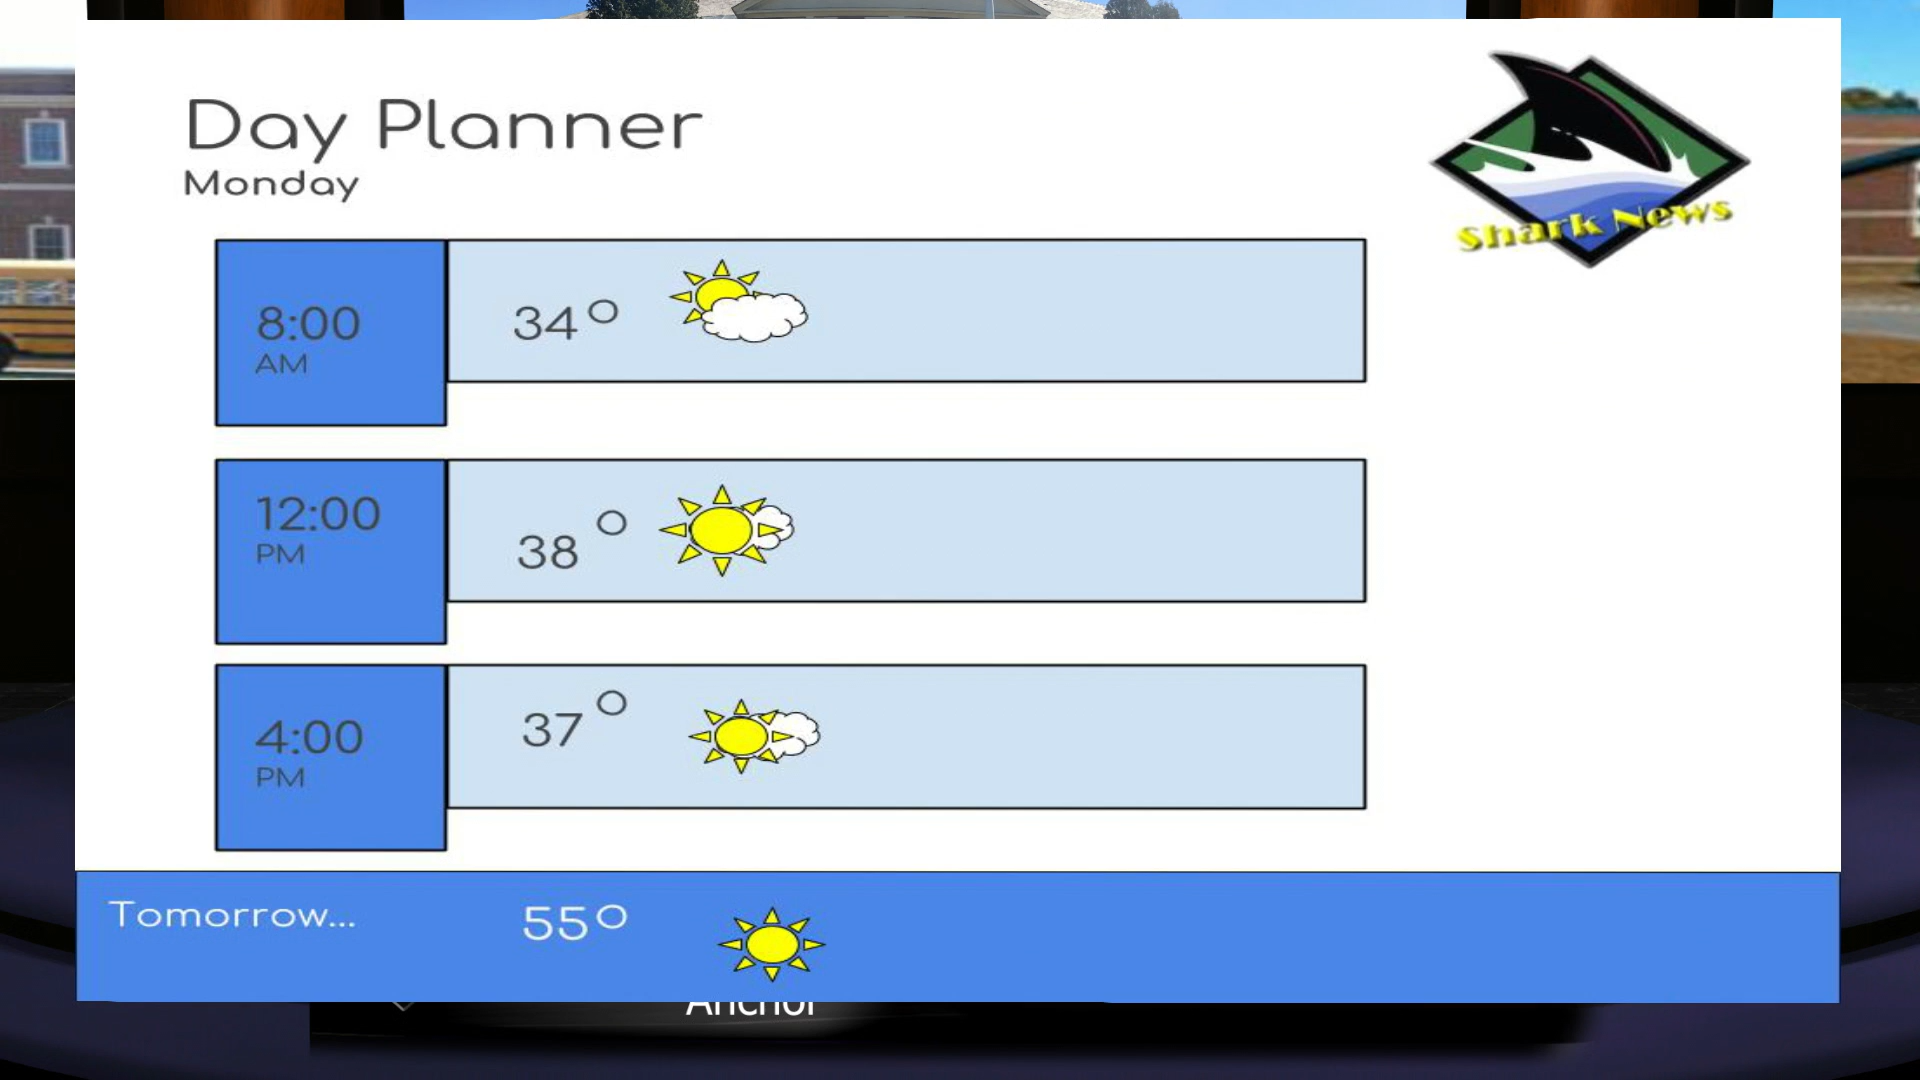 Day Planner
Monday
Shark News
8:00
AM
34°
12:00
PM
38°
4:00
PM
37°
Tomorrow...
55°
Anchor